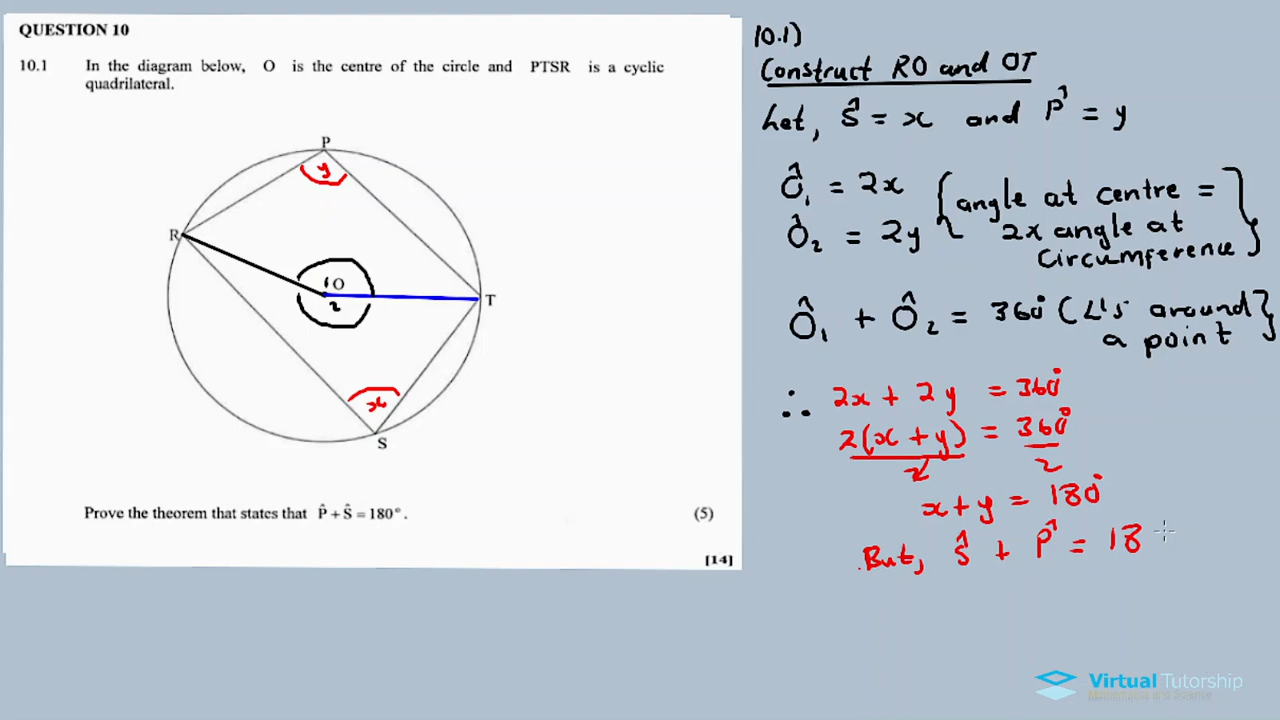 QUESTION 10
10.1 In the diagram below, O is the centre of the circle and PTSR is a cyclic
quadrilateral.
P
y
R
1 O
2
T
x
S
Prove the theorem that states that P̂ + Ŝ = 180°. (5)
[14]
10.1)
Construct RO and OT
Let, Ŝ = x and P̂ = y
Ô₁ = 2x
Ô₂ = 2y
{angle at centre =
2x angle at
circumference}
Ô₁ + Ô₂ = 360° (∠'s around
a point}
∴ 2x + 2y = 360°
2(x + y) = 360°
2 2
x + y = 180°
But, Ŝ + P̂ = 18
Virtual Tutorship